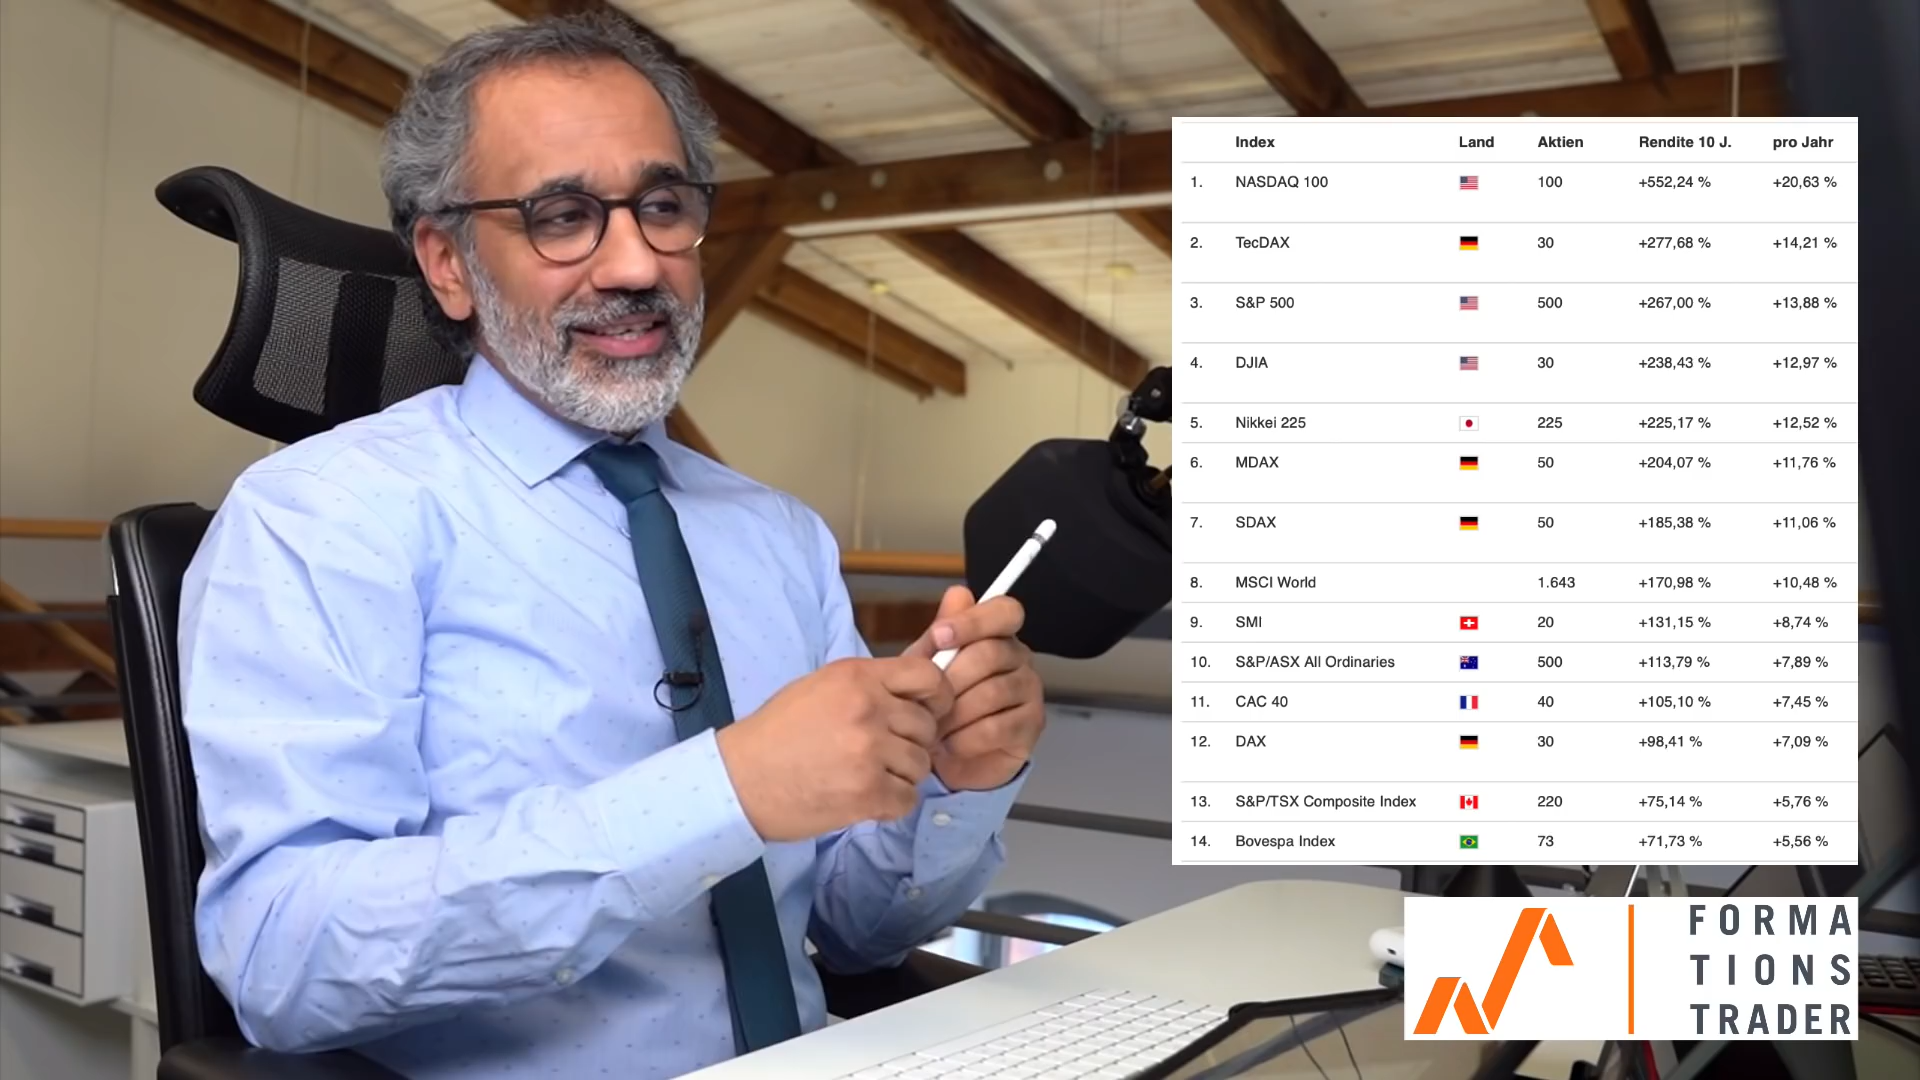 Index Land Aktien Rendite 10 J. pro Jahr
1. NASDAQ 100 100 +552,24 % +20,63 %
2. TecDAX 30 +277,68 % +14,21 %
3. S&P 500 500 +267,00 % +13,88 %
4. DJIA 30 +238,43 % +12,97 %
5. Nikkei 225 225 +225,17 % +12,52 %
6. MDAX 50 +204,07 % +11,76 %
7. SDAX 50 +185,38 % +11,06 %
8. MSCI World 1.643 +170,98 % +10,48 %
9. SMI 20 +131,15 % +8,74 %
10. S&P/ASX All Ordinaries 500 +113,79 % +7,89 %
11. CAC 40 40 +105,10 % +7,45 %
12. DAX 30 +98,41 % +7,09 %
13. S&P/TSX Composite Index 220 +75,14 % +5,76 %
14. Bovespa Index 73 +71,73 % +5,56 %
FORMA
TIONS
TRADER